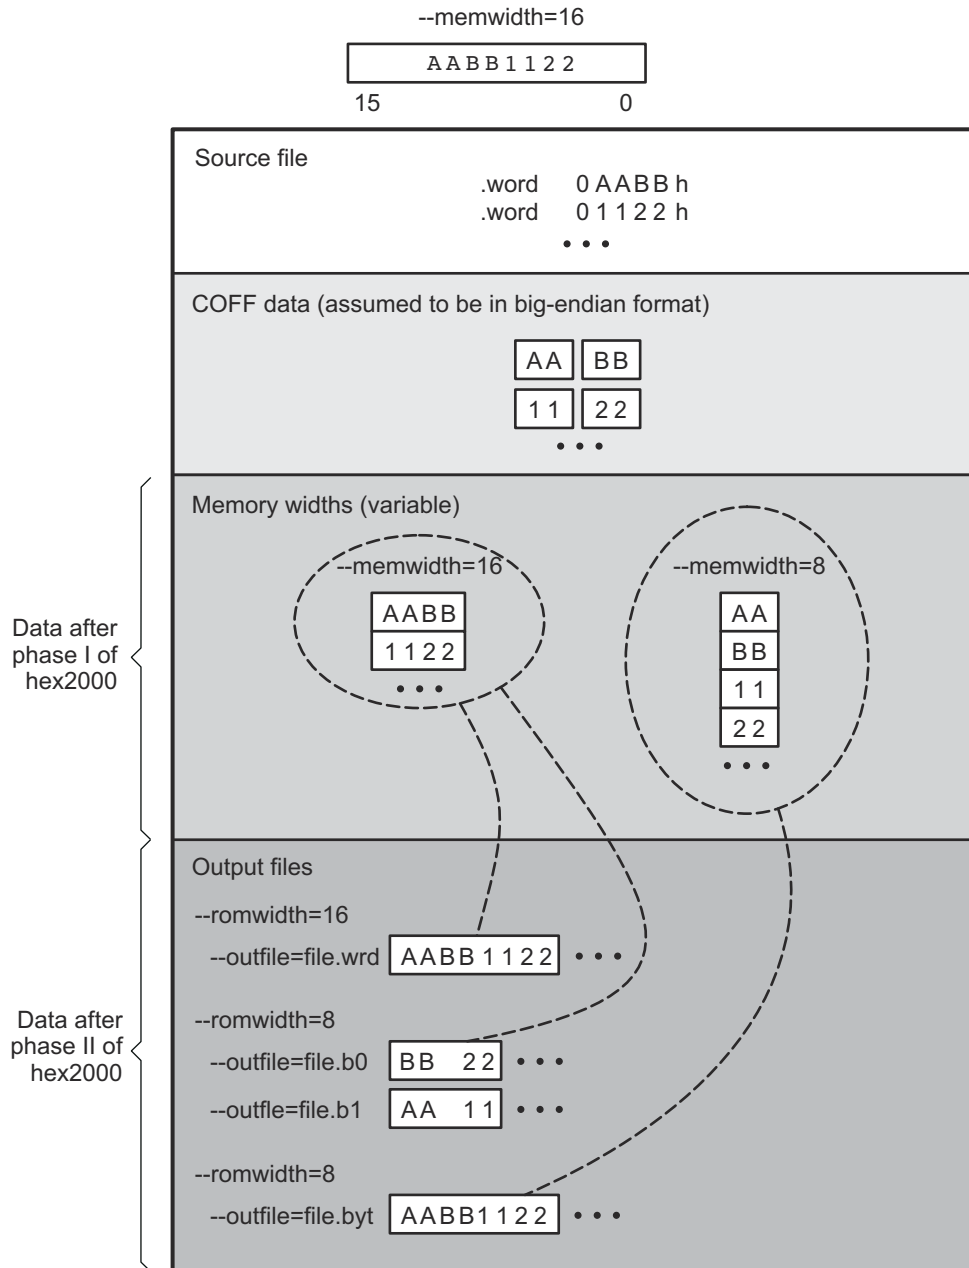 --memwidth=16
AABB1122
15 0
Source file
.word 0AABBh
.word 01122h
• • •
COFF data (assumed to be in big-endian format)
AA BB
11 22
• • •
Memory widths (variable)
--memwidth=16
AABB
1122
• • •
--memwidth=8
AA
BB
11
22
• • •
Data after
phase I of
hex2000
Output files
--romwidth=16
--outfile=file.wrd AABB1122 • • •
--romwidth=8
--outfile=file.b0 BB 22 • • •
--outfle=file.b1 AA 11 • • •
--romwidth=8
--outfile=file.byt AABB1122 • • •
Data after
phase II of
hex2000